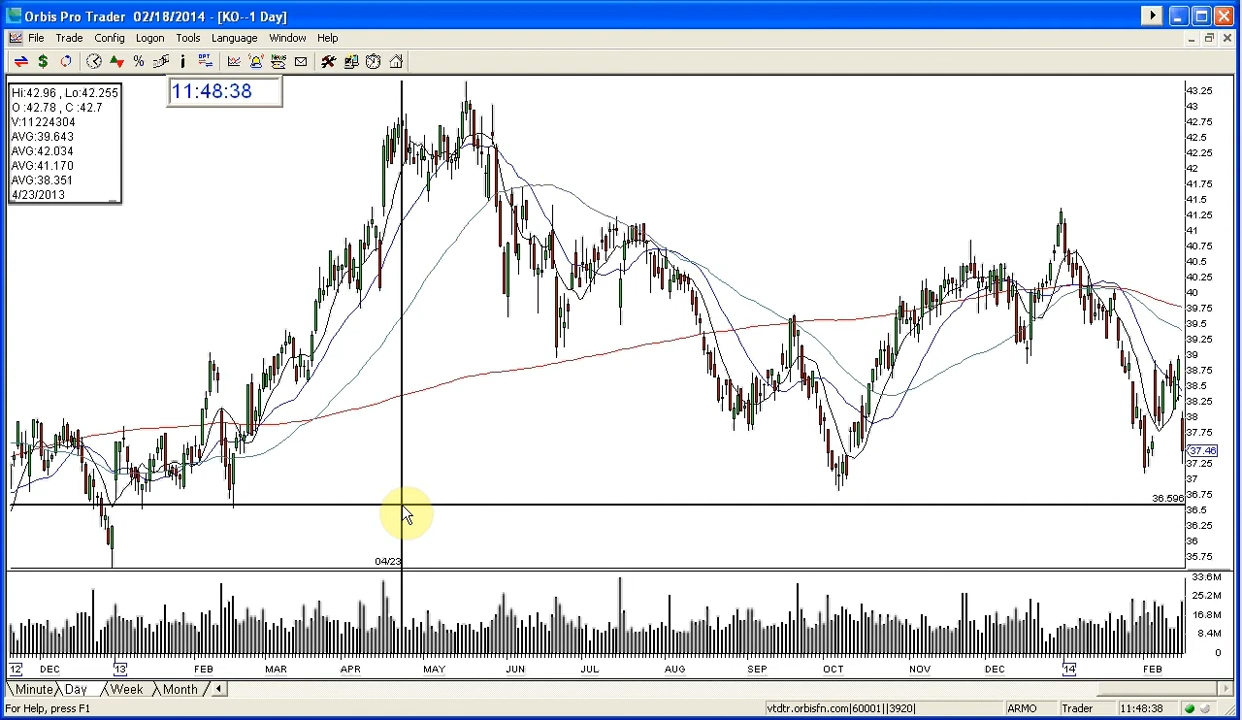 Orbis Pro Trader 02/18/2014 - [KO--1 Day]
File Trade Config Logon Tools Language Window Help
$ % i OPT News
Hi:42.96 , Lo:42.255
O :42.78 , C :42.7
V:11224304
AVG:39.643
AVG:42.034
AVG:41.170
AVG:38.351
4/23/2013
11:48:38
43.25
43
42.75
42.5
42.25
42
41.75
41.5
41.25
41
40.75
40.5
40.25
40
39.75
39.5
39.25
39
38.75
38.5
38.25
38
37.75
37.46
37.25
37
36.75
36.596
36.5
36.25
36
35.75
04/23
33.6M
25.2M
16.8M
8.4M
0
12 DEC 13 FEB MAR APR MAY JUN JUL AUG SEP OCT NOV DEC 14 FEB
Minute Day Week Month
For Help, press F1 vtdtr.orbisfn.com|60001||3920| ARMO Trader 11:48:38